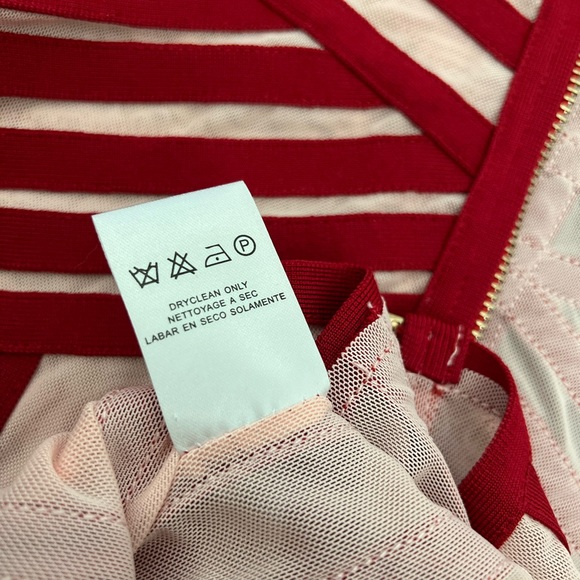 P
DRYCLEAN ONLY
NETTOYAGE A SEC
LABAR EN SECO SOLAMENTE